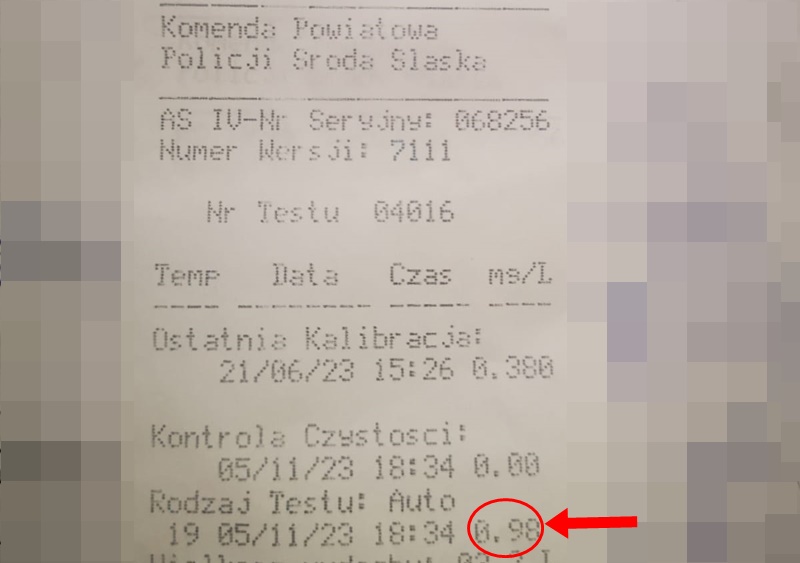 Komenda Powiatowa
Policji Sroda Slaska
AS IV-Nr Seryjny: 068256
Numer Wersji: 7111
Nr Testu 04016
Temp Data Czas mg/L
Ostatnia Kalibracja:
21/06/23 15:26 0.380
Kontrola Czystosci:
05/11/23 18:34 0.00
Rodzaj Testu: Auto
19 05/11/23 18:34 0.98